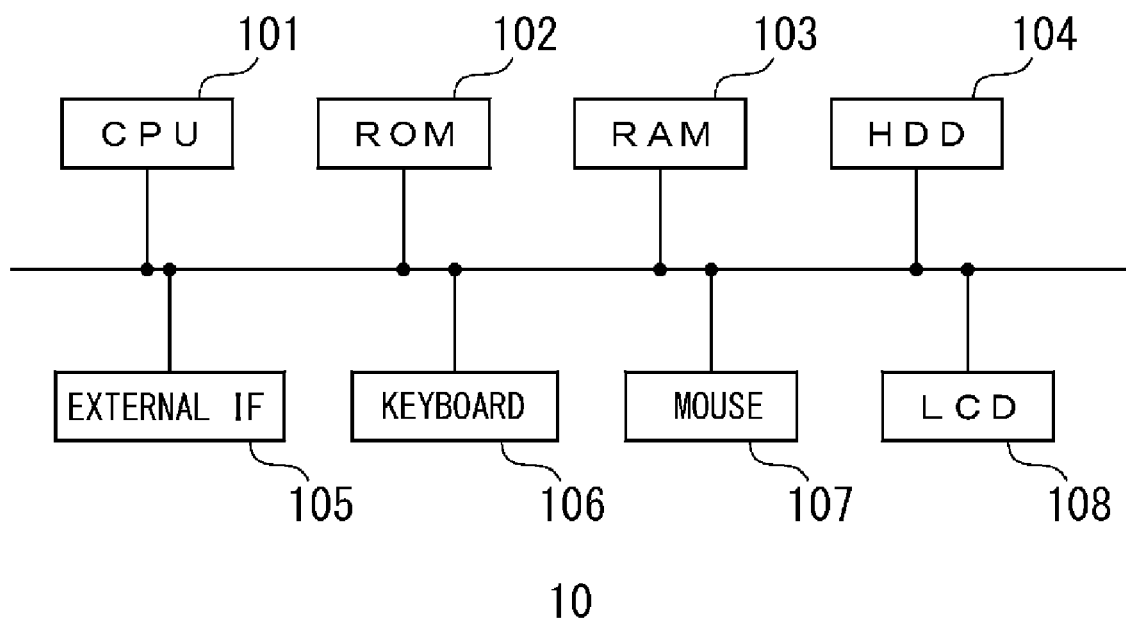 101 102 103 104
CPU ROM RAM HDD
EXTERNAL IF KEYBOARD MOUSE LCD
105 106 107 108
10